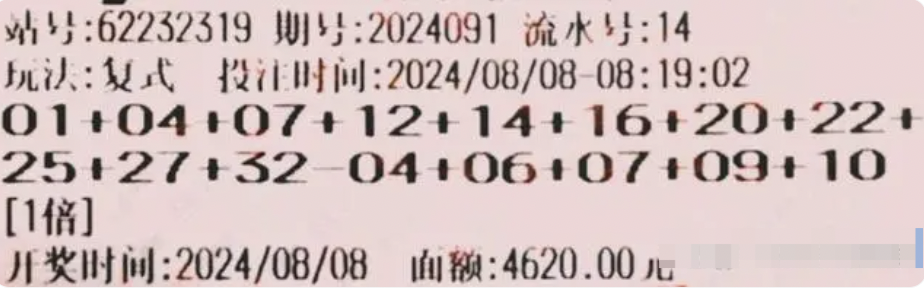 站号:62232319 期号:2024091 流水号:14
玩法:复式 投注时间:2024/08/08-08:19:02
01+04+07+12+14+16+20+22+
25+27+32-04+06+07+09+10
[1倍]
开奖时间:2024/08/08 面额:4620.00元